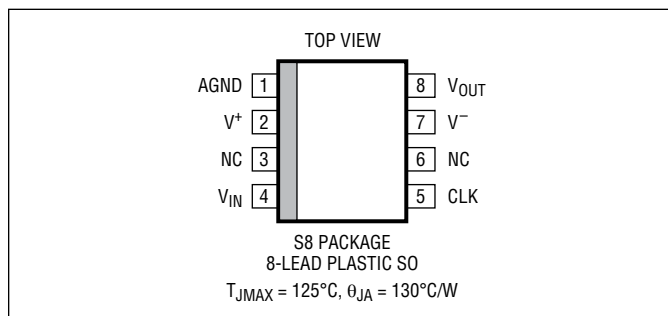 TOP VIEW
AGND 1 8 VOUT
V+ 2 7 V−
NC 3 6 NC
VIN 4 5 CLK
S8 PACKAGE
8-LEAD PLASTIC SO
TJMAX = 125°C, θJA = 130°C/W